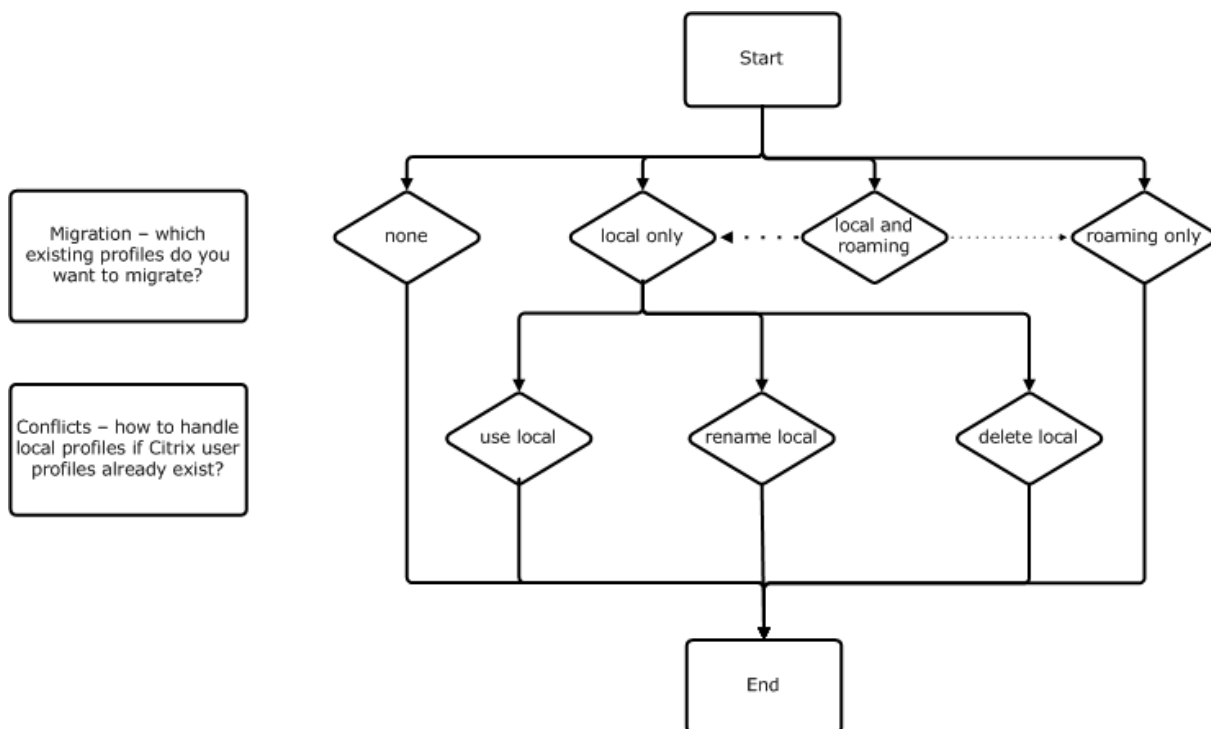 Start
Migration – which
existing profiles do you
want to migrate?
none
local only
local and
roaming
roaming only
Conflicts – how to handle
local profiles if Citrix user
profiles already exist?
use local
rename local
delete local
End